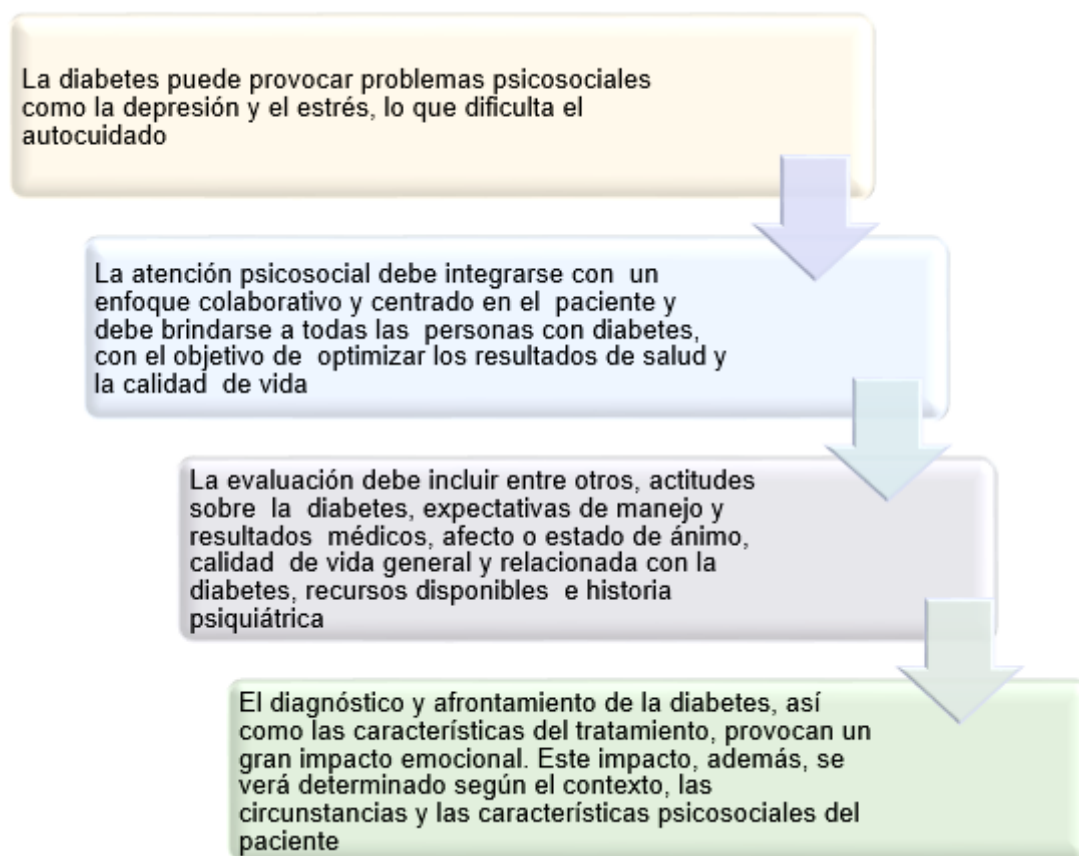 La diabetes puede provocar problemas psicosociales
como la depresión y el estrés, lo que dificulta el
autocuidado
La atención psicosocial debe integrarse con un
enfoque colaborativo y centrado en el paciente y
debe brindarse a todas las personas con diabetes,
con el objetivo de optimizar los resultados de salud y
la calidad de vida
La evaluación debe incluir entre otros, actitudes
sobre la diabetes, expectativas de manejo y
resultados médicos, afecto o estado de ánimo,
calidad de vida general y relacionada con la
diabetes, recursos disponibles e historia
psiquiátrica
El diagnóstico y afrontamiento de la diabetes, así
como las características del tratamiento, provocan un
gran impacto emocional. Este impacto, además, se
verá determinado según el contexto, las
circunstancias y las características psicosociales del
paciente